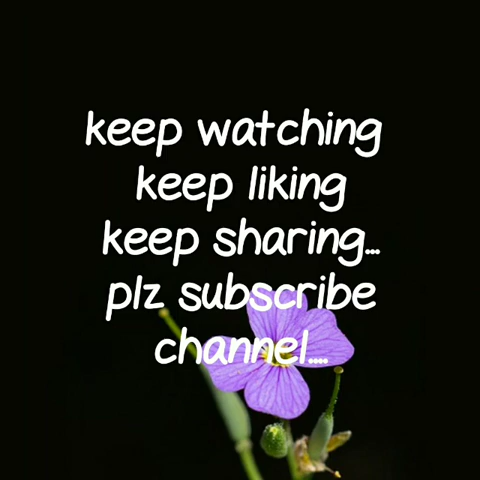 keep watching
keep liking
keep sharing...
plz subscribe
channel....